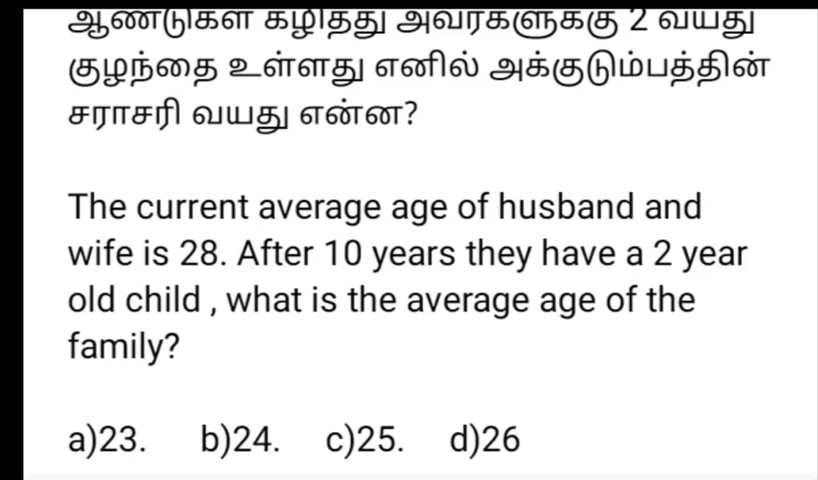 ஆண்டுகள் கழித்து அவர்களுக்கு 2 வயது
குழந்தை உள்ளது எனில் அக்குடும்பத்தின்
சராசரி வயது என்ன?
The current average age of husband and
wife is 28. After 10 years they have a 2 year
old child , what is the average age of the
family?
a)23. b)24. c)25. d)26